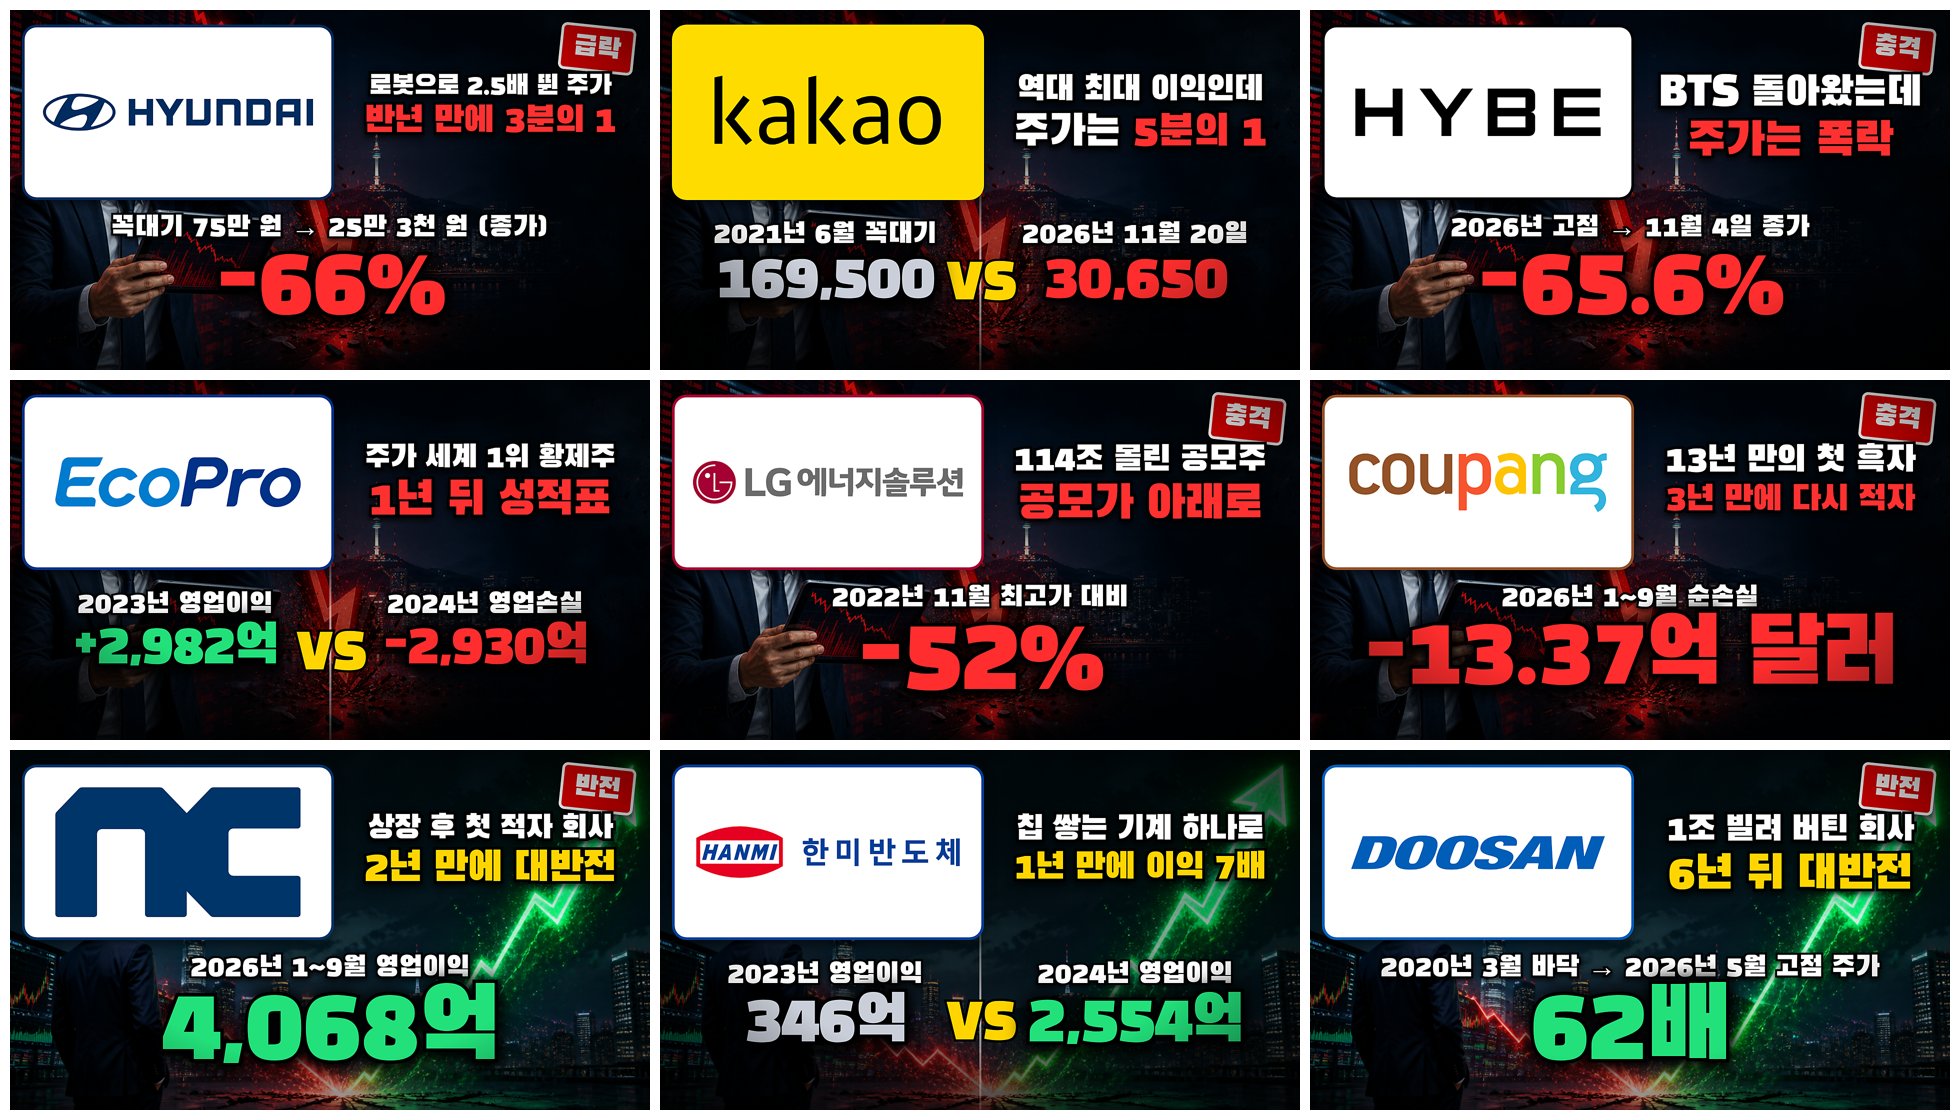 급락
HYUNDAI
로봇으로 2.5배 뛴 주가
반년 만에 3분의 1
꼭대기 75만 원 → 25만 3천 원 (종가)
-66%
kakao
역대 최대 이익인데
주가는 5분의 1
2021년 6월 꼭대기
169,500
VS
2026년 11월 20일
30,650
충격
HYBE
BTS 돌아왔는데
주가는 폭락
2026년 고점 → 11월 4일 종가
-65.6%
EcoPro
주가 세계 1위 황제주
1년 뒤 성적표
2023년 영업이익
+2,982억
VS
2024년 영업손실
-2,930억
충격
LG에너지솔루션
114조 몰린 공모주
공모가 아래로
2022년 11월 최고가 대비
-52%
충격
coupang
13년 만의 첫 흑자
3년 만에 다시 적자
2026년 1~9월 순손실
-13.37억 달러
반전
NC
상장 후 첫 적자 회사
2년 만에 대반전
2026년 1~9월 영업이익
4,068억
HANMI 한미반도체
칩 쌓는 기계 하나로
1년 만에 이익 7배
2023년 영업이익
346억
VS
2024년 영업이익
2,554억
반전
DOOSAN
1조 빌려 버틴 회사
6년 뒤 대반전
2020년 3월 바닥 → 2026년 5월 고점 주가
62배